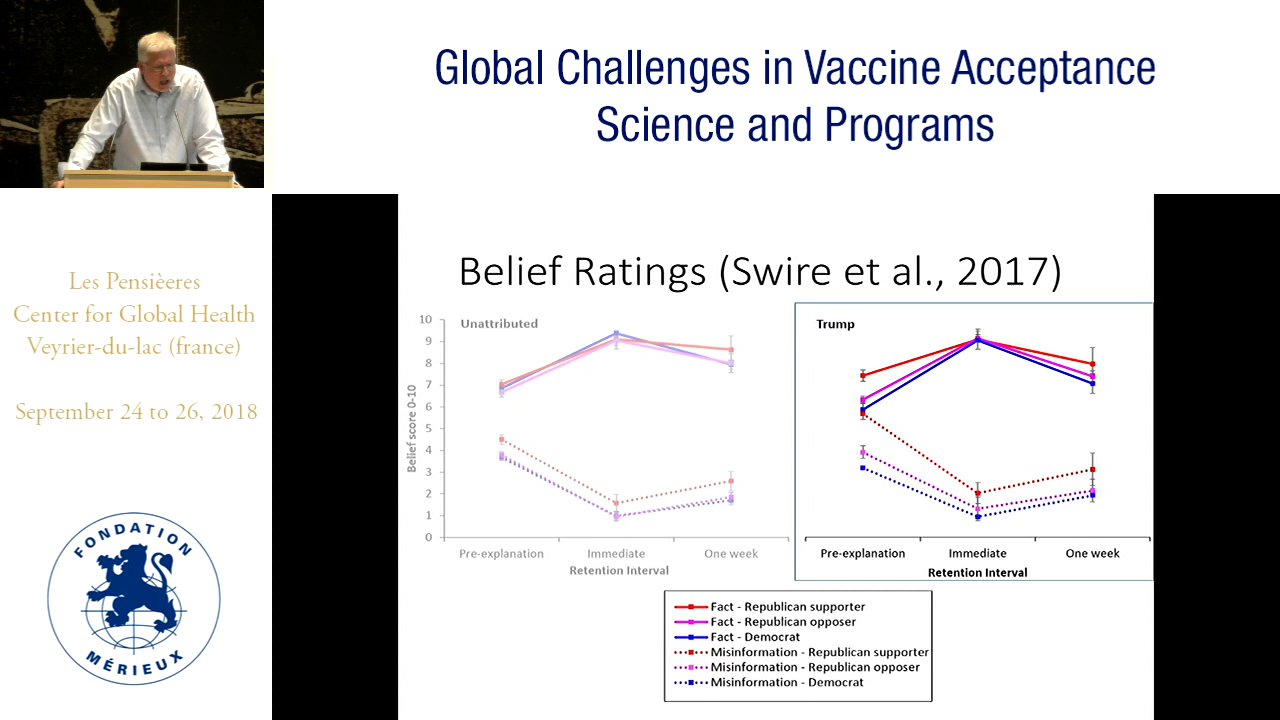 Global Challenges in Vaccine Acceptance
Science and Programs
Les Pensièeres
Center for Global Health
Veyrier-du-lac (france)
September 24 to 26, 2018
FONDATION
MÉRIEUX
Belief Ratings (Swire et al., 2017)
Unattributed
Belief score 0-10
10
9
8
7
6
5
4
3
2
1
0
Pre-explanation Immediate One week
Retention Interval
Trump
Pre-explanation Immediate One week
Retention Interval
Fact - Republican supporter
Fact - Republican opposer
Fact - Democrat
Misinformation - Republican supporter
Misinformation - Republican opposer
Misinformation - Democrat